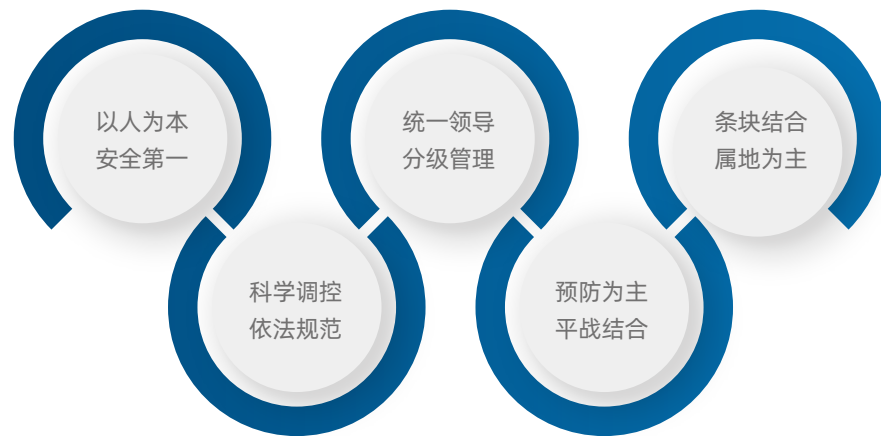 以人为本
安全第一
科学调控
依法规范
统一领导
分级管理
预防为主
平战结合
条块结合
属地为主